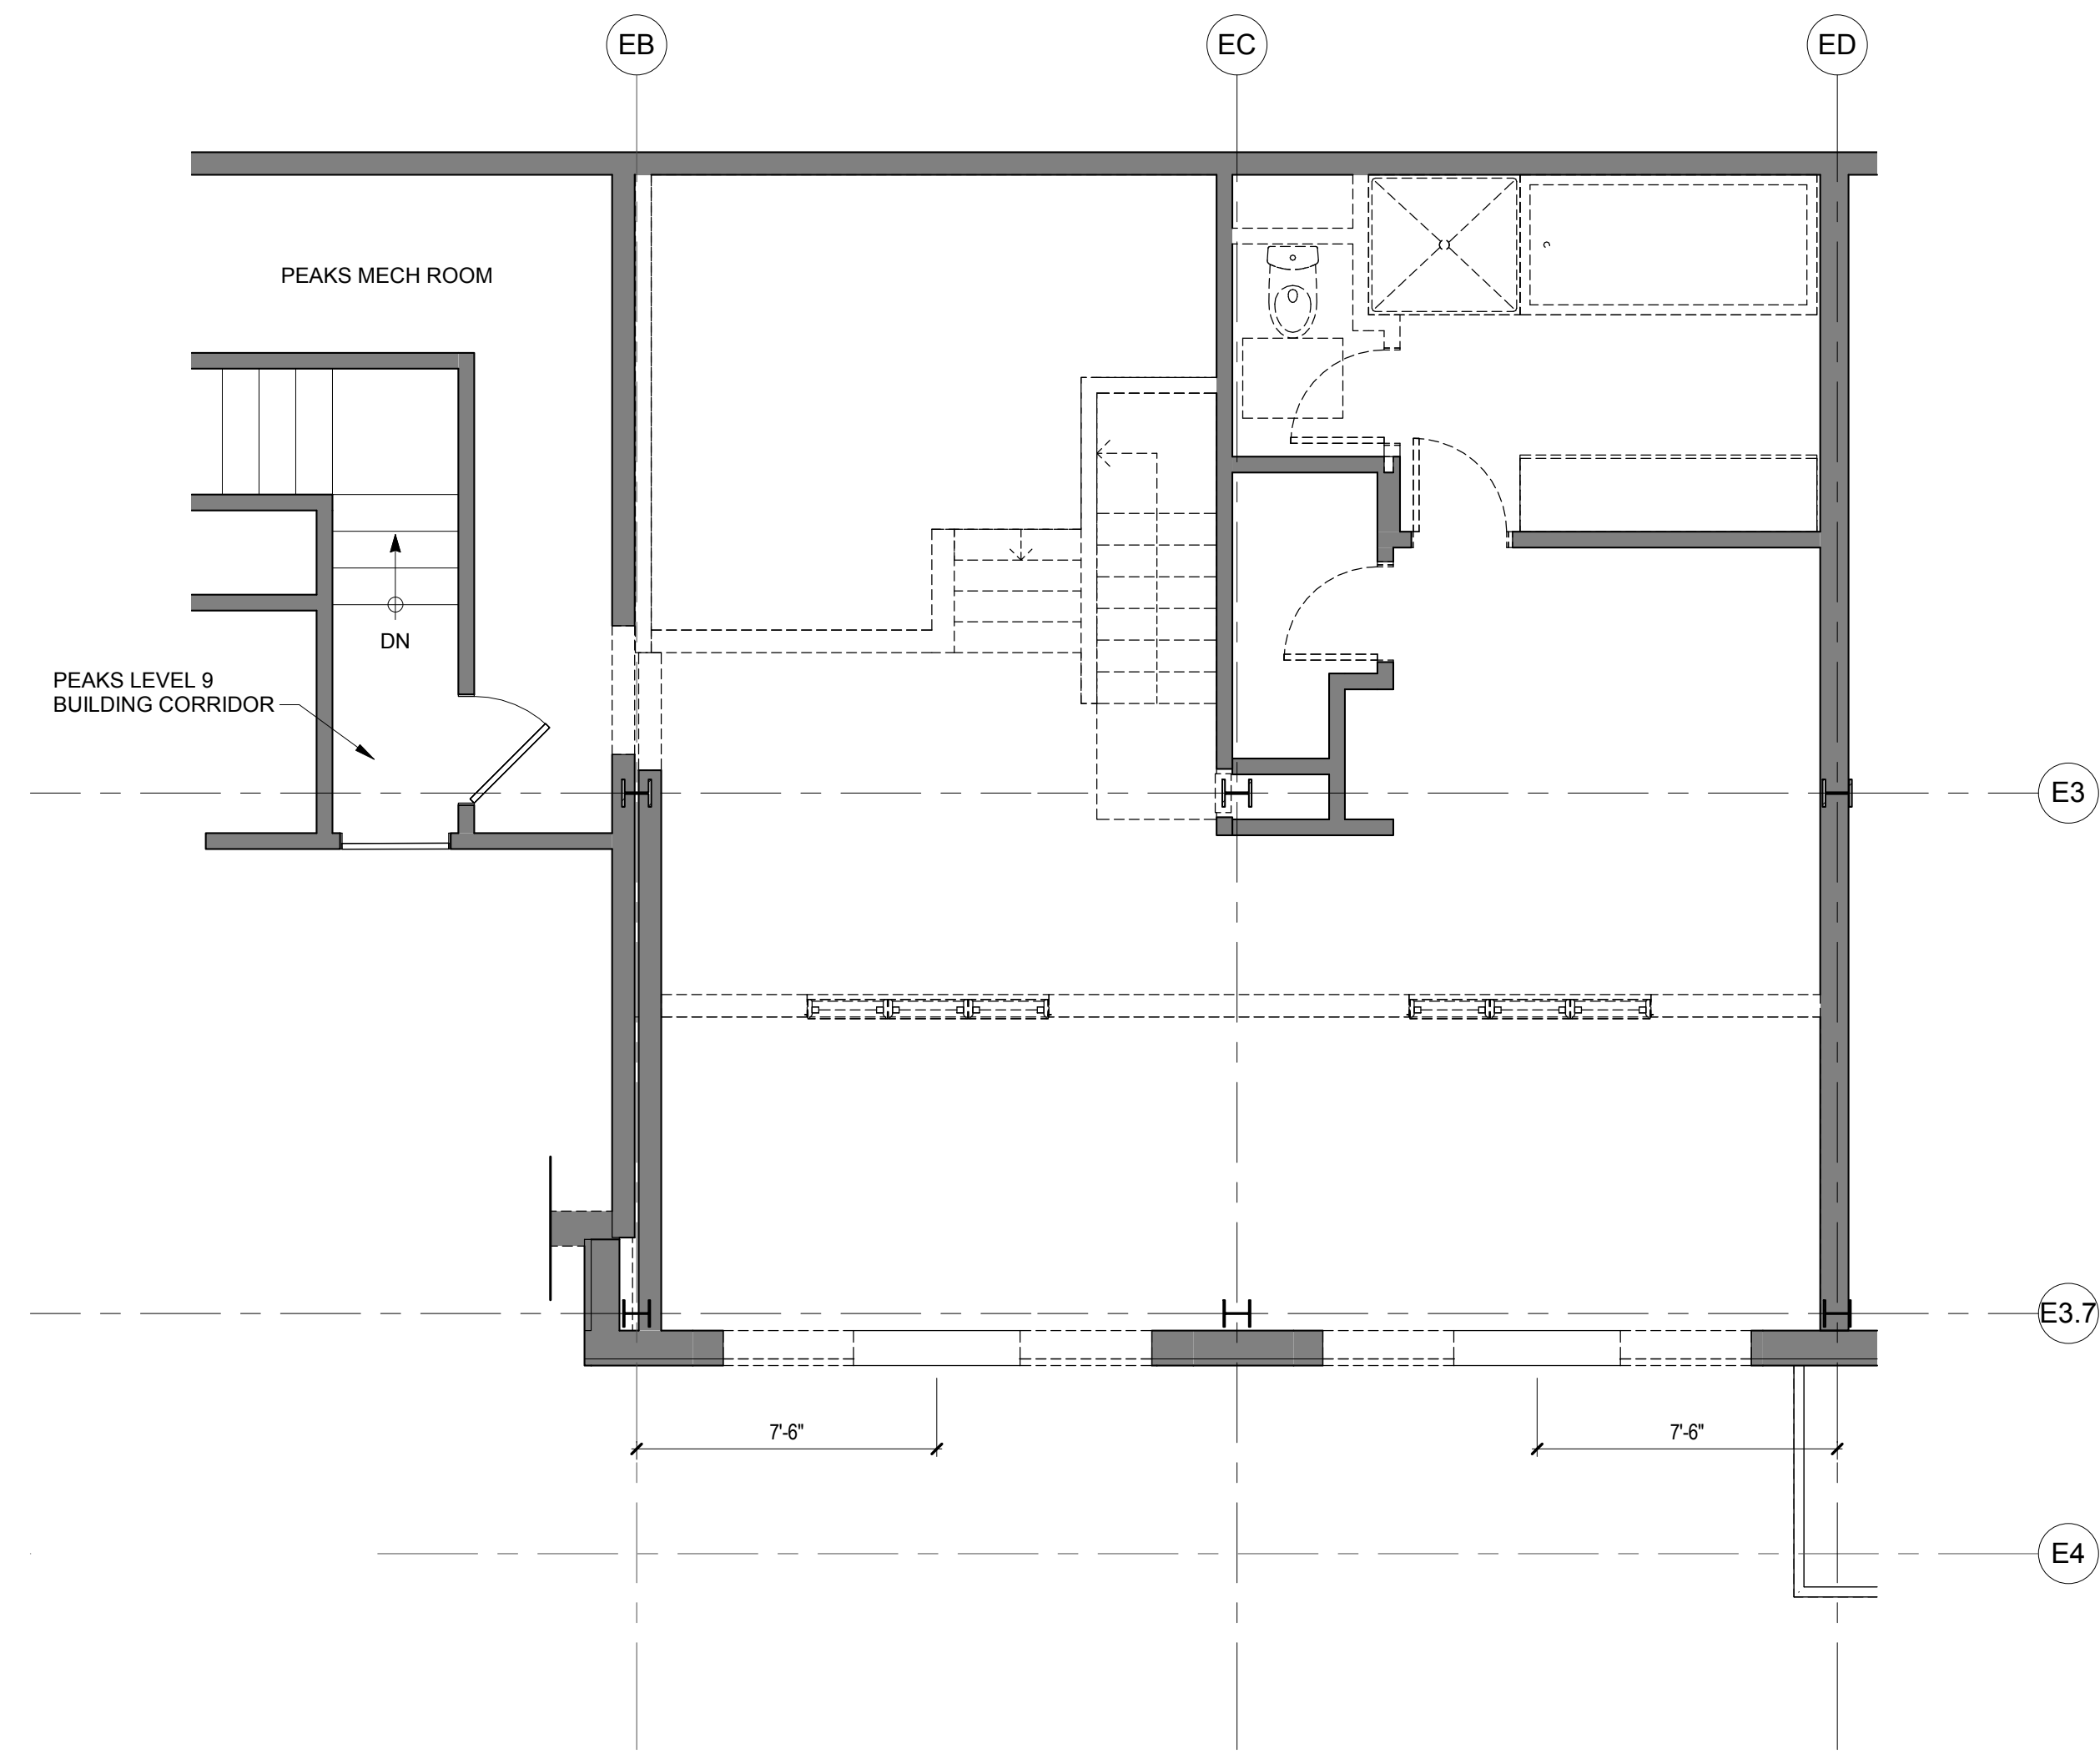 EB
EC
ED
PEAKS MECH ROOM
DN
PEAKS LEVEL 9
BUILDING CORRIDOR
E3
E3.7
7'-6"
7'-6"
E4